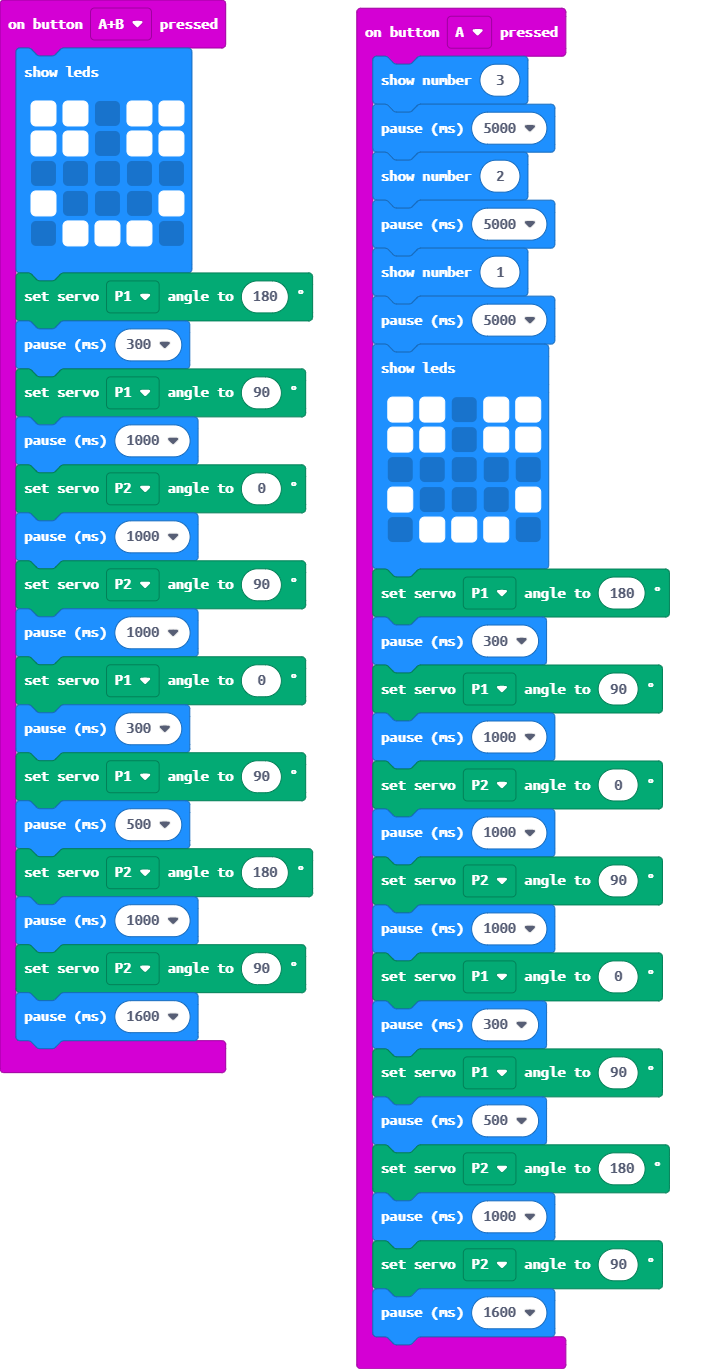 on button A+B pressed
show leds
set servo P1 angle to 180 °
pause (ms) 300
set servo P1 angle to 90 °
pause (ms) 1000
set servo P2 angle to 0 °
pause (ms) 1000
set servo P2 angle to 90 °
pause (ms) 1000
set servo P1 angle to 0 °
pause (ms) 300
set servo P1 angle to 90 °
pause (ms) 500
set servo P2 angle to 180 °
pause (ms) 1000
set servo P2 angle to 90 °
pause (ms) 1600
on button A pressed
show number 3
pause (ms) 5000
show number 2
pause (ms) 5000
show number 1
pause (ms) 5000
show leds
set servo P1 angle to 180 °
pause (ms) 300
set servo P1 angle to 90 °
pause (ms) 1000
set servo P2 angle to 0 °
pause (ms) 1000
set servo P2 angle to 90 °
pause (ms) 1000
set servo P1 angle to 0 °
pause (ms) 300
set servo P1 angle to 90 °
pause (ms) 500
set servo P2 angle to 180 °
pause (ms) 1000
set servo P2 angle to 90 °
pause (ms) 1600